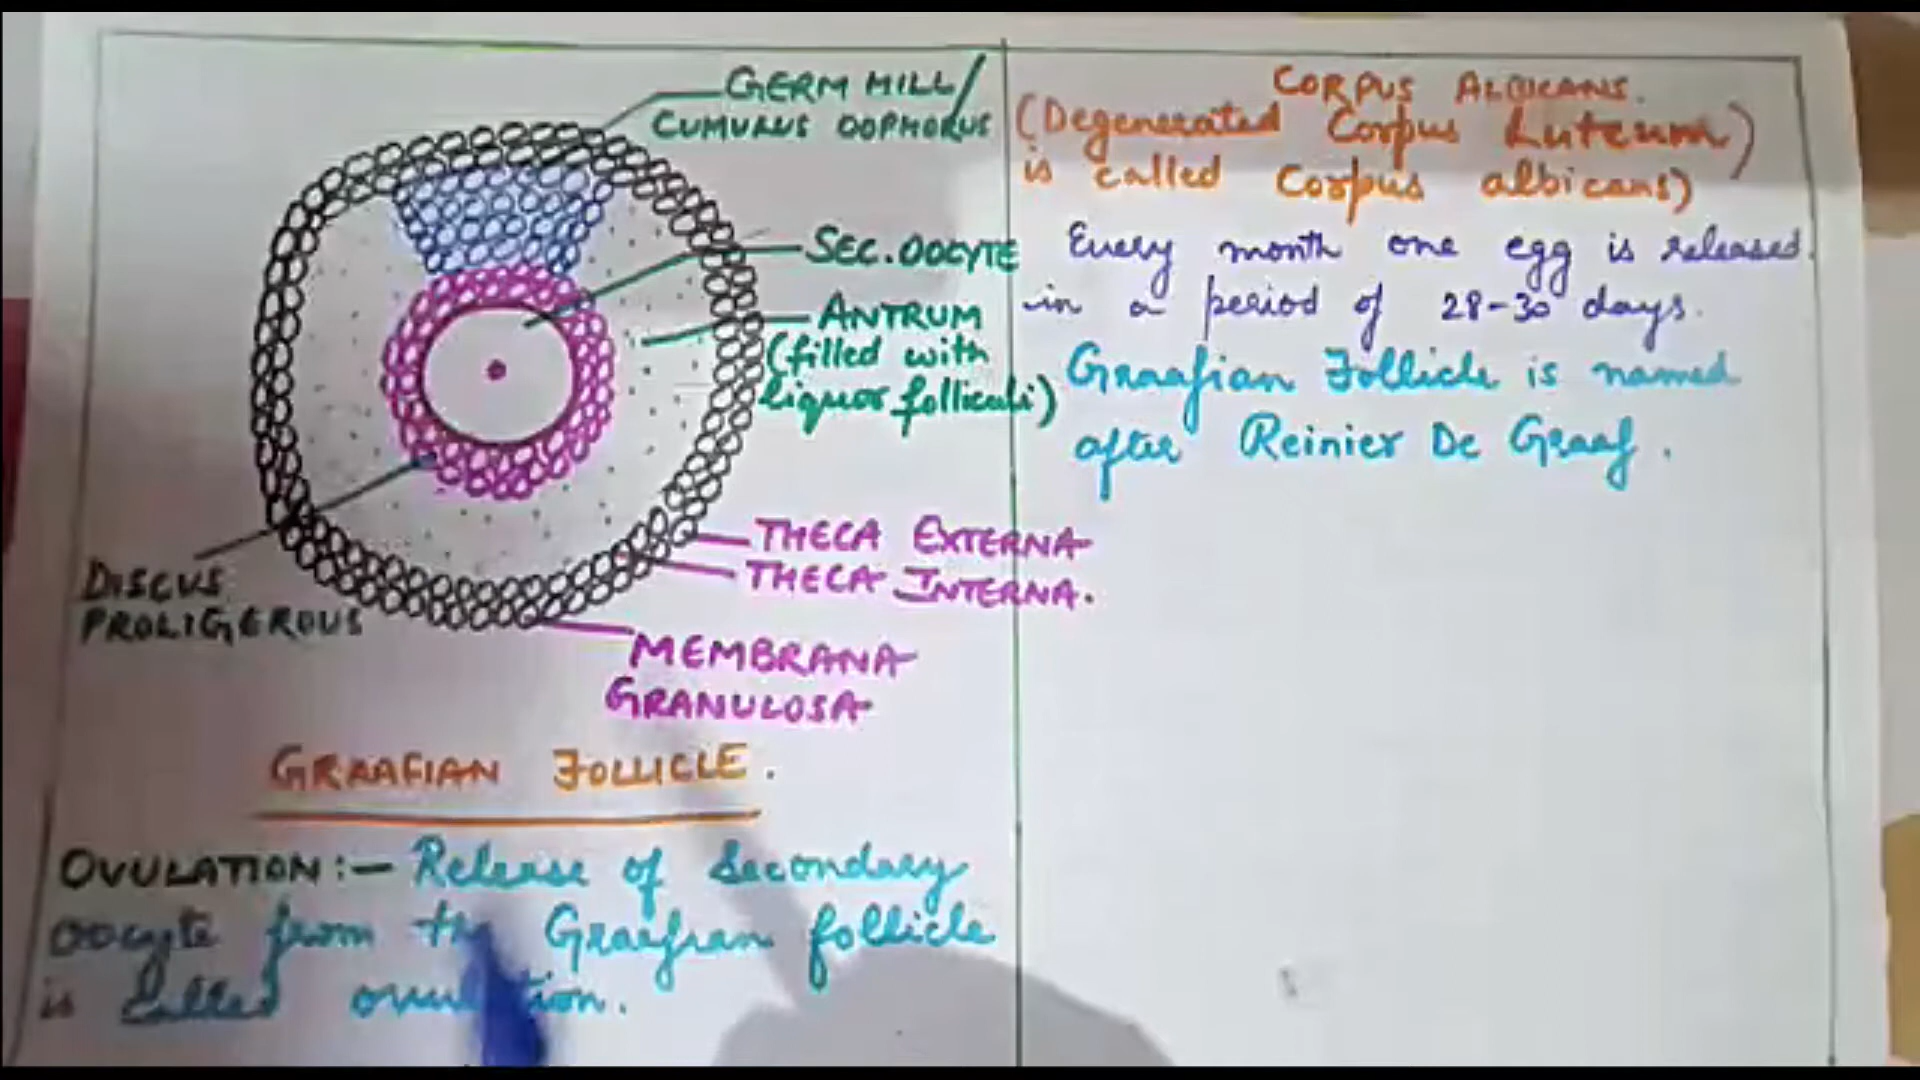 GERM MILL/
CUMULUS OOPHORUS
SEC. OOCYTE
ANTRUM
(filled with
liquor folliculi)
DISCUS
PROLIGEROUS
THECA EXTERNA
THECA INTERNA.
MEMBRANA
GRANULOSA
GRAAFIAN FOLLICLE.
OVULATION:- Release of Secondary
oocyte from the Graafian follicle
is called ovulation.
CORPUS ALBICANS.
(Degenerated Corpus Luteum)
is called Corpus albicans)
Every month one egg is released
in a period of 28-30 days.
Graafian Follicle is named
after Reinier De Graaf.